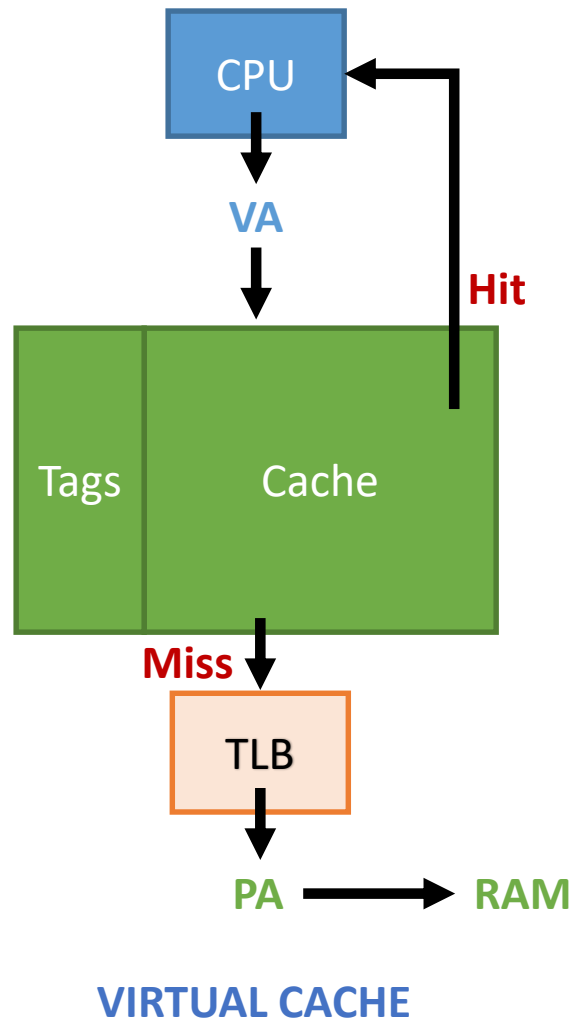 CPU
VA
Hit
Tags
Cache
Miss
TLB
PA
RAM
VIRTUAL CACHE